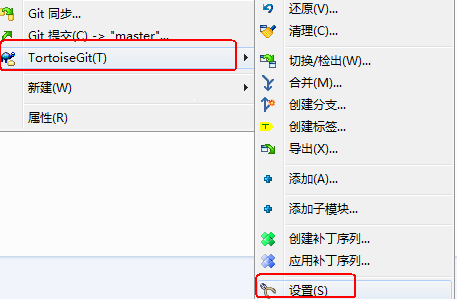 Git 同步...
Git 提交(C) -> "master"...
TortoiseGit(T)
新建(W)
属性(R)
还原(V)...
清理(C)...
切换/检出(W)...
合并(M)...
创建分支...
创建标签...
导出(X)...
添加(A)...
添加子模块...
创建补丁序列...
应用补丁序列...
设置(S)